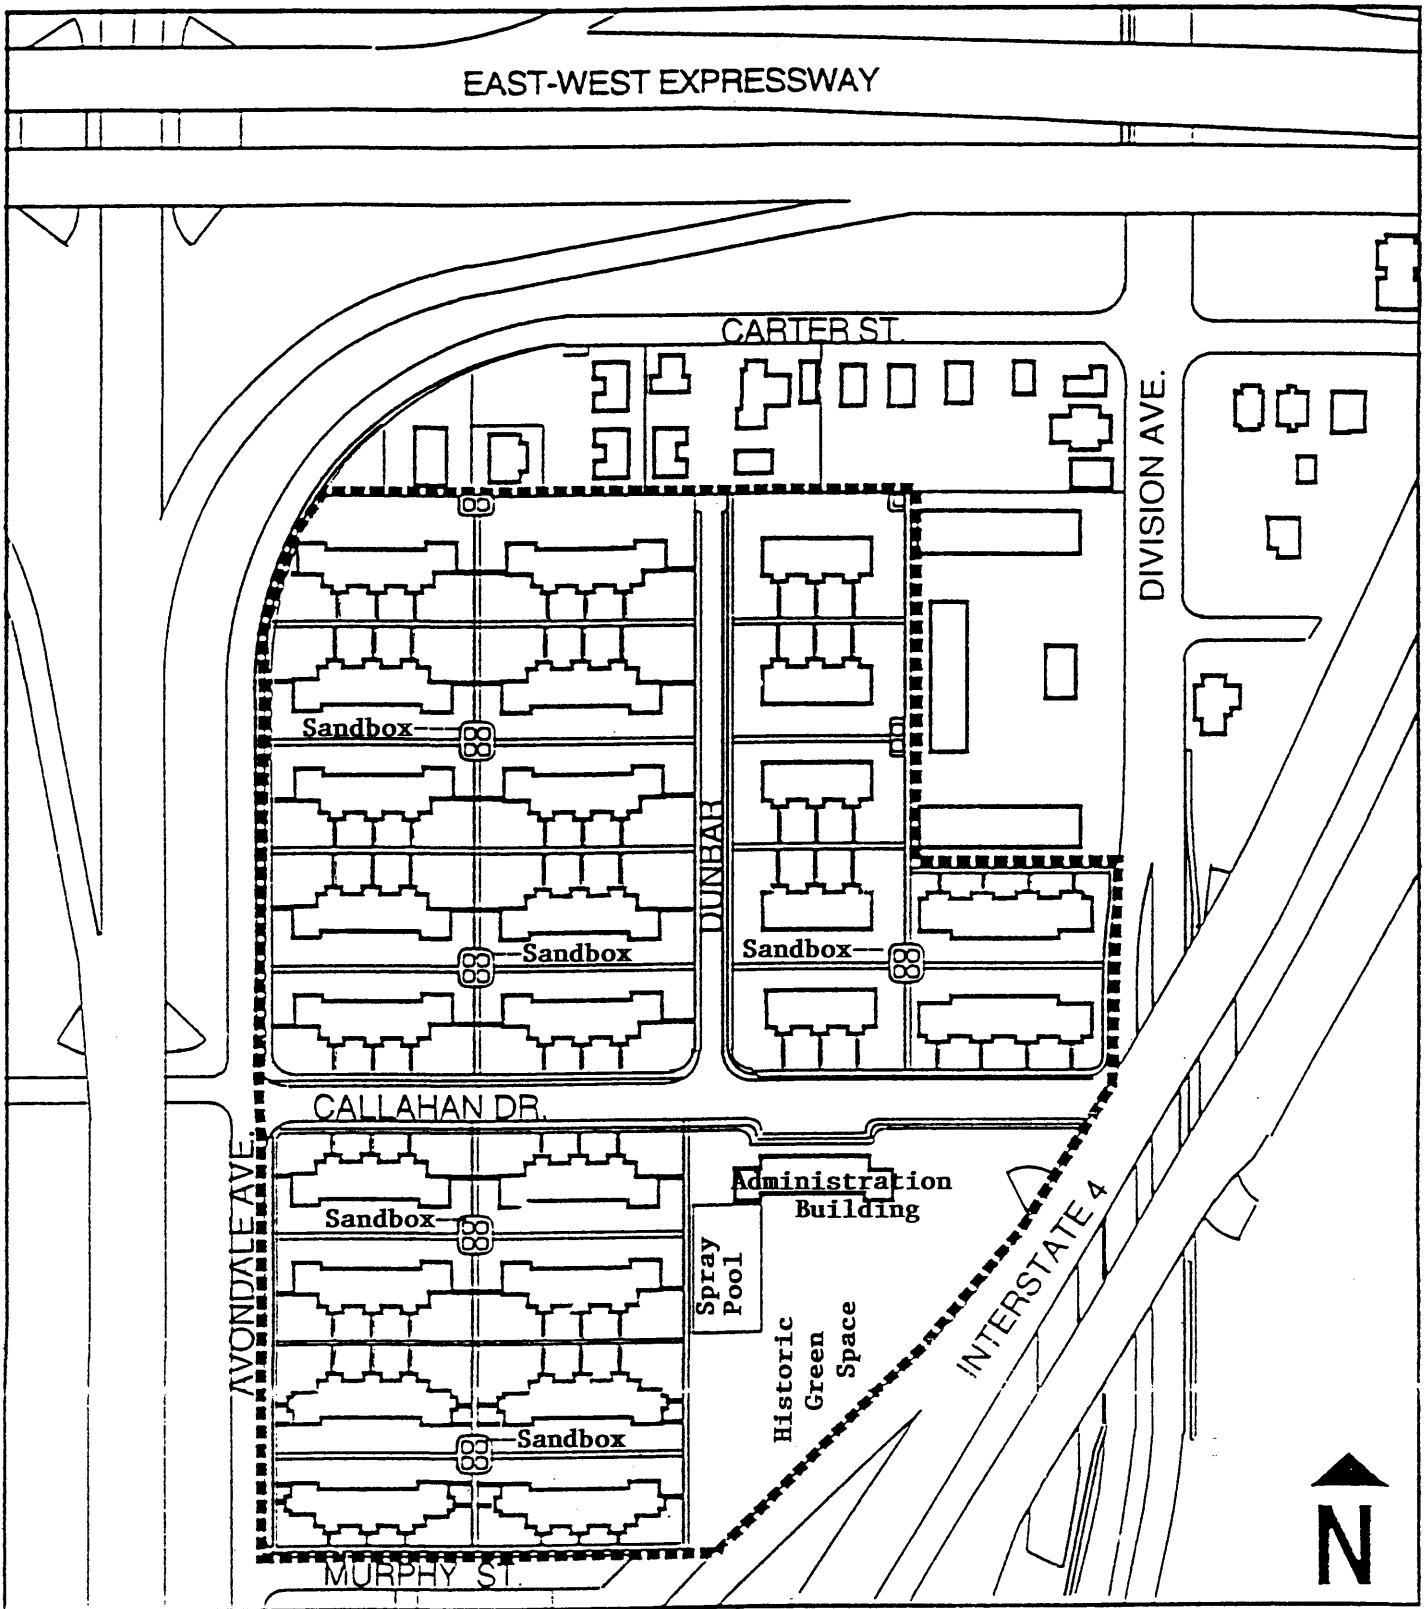 EAST-WEST EXPRESSWAY
CARTER ST.
DIVISION AVE.
Sandbox
DUNBAR
Sandbox
Sandbox
CALLAHAN DR.
AVONDALE AVE.
Administration
Building
Sandbox
Spray
Pool
INTERSTATE 4
Historic
Green
Space
Sandbox
MURPHY ST.
N